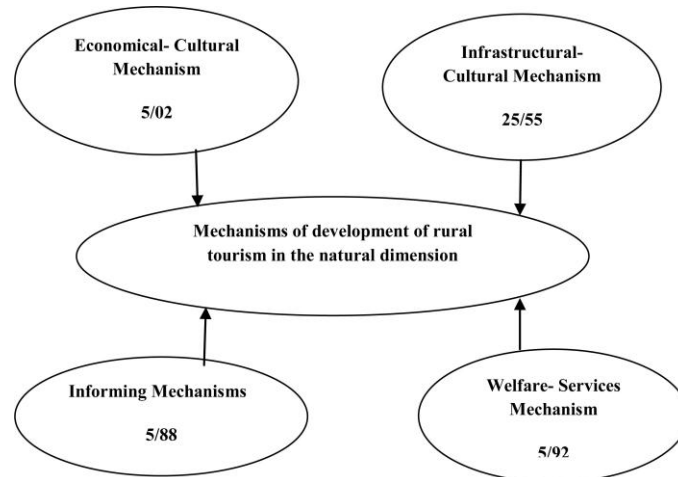 Economical- Cultural
Mechanism
5/02
Infrastructural-
Cultural Mechanism
25/55
Mechanisms of development of rural
tourism in the natural dimension
Informing Mechanisms
5/88
Welfare- Services
Mechanism
5/92